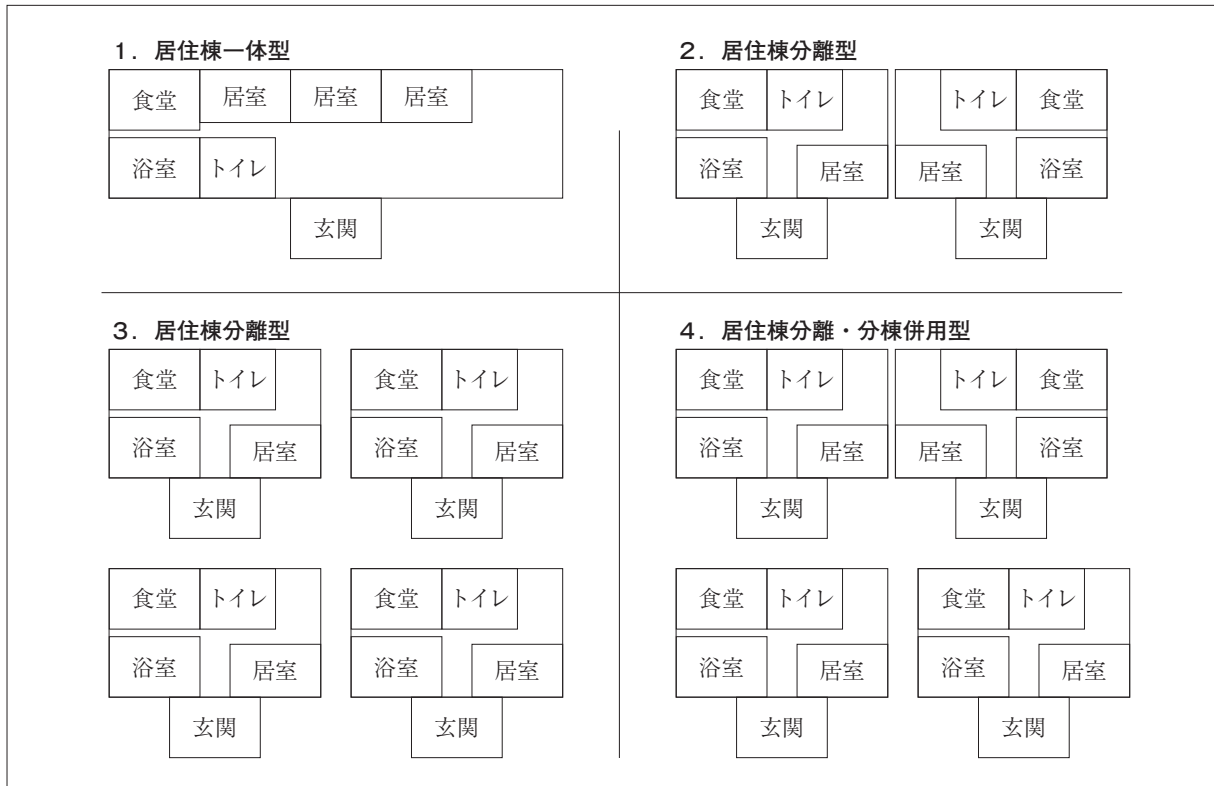 1．居住棟一体型
食堂 居室 居室 居室
浴室 トイレ
玄関
2．居住棟分離型
食堂 トイレ トイレ 食堂
浴室 居室 居室 浴室
玄関 玄関
3．居住棟分離型
食堂 トイレ 食堂 トイレ
浴室 居室 浴室 居室
玄関 玄関
食堂 トイレ 食堂 トイレ
浴室 居室 浴室 居室
玄関 玄関
4．居住棟分離・分棟併用型
食堂 トイレ トイレ 食堂
浴室 居室 居室 浴室
玄関 玄関
食堂 トイレ 食堂 トイレ
浴室 居室 浴室 居室
玄関 玄関